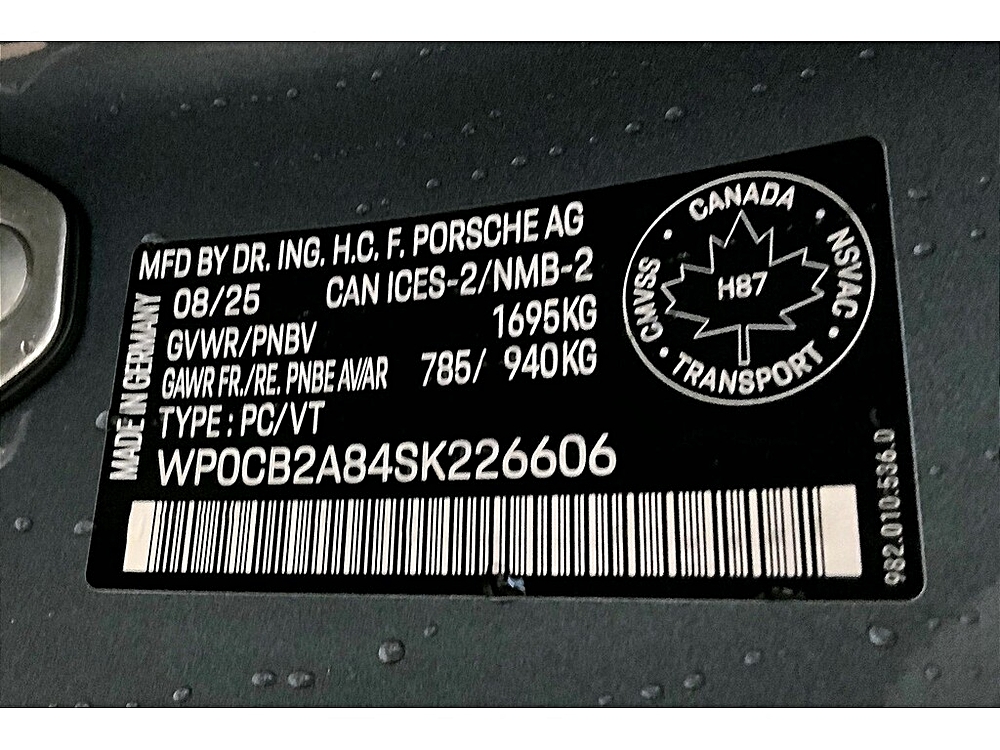 MFD BY DR. ING. H.C. F. PORSCHE AG
08/25 CAN ICES-2/NMB-2
GVWR/PNBV 1695KG
GAWR FR./RE. PNBE AV/AR 785/ 940KG
TYPE : PC/VT
WP0CB2A84SK226606
MADE IN GERMANY
CANADA
CMVSS • NSVAC
H87
TRANSPORT
982.010.536.0